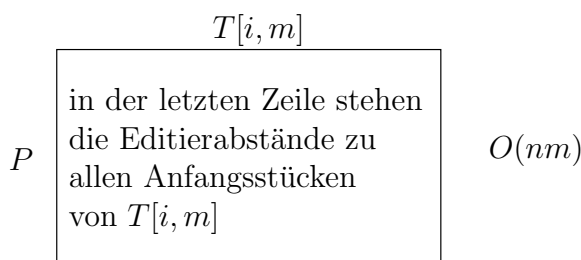 T[i, m]
in der letzten Zeile stehen
die Editierabstände zu
P
O(nm)
allen Anfangsstücken
von T[i, m]